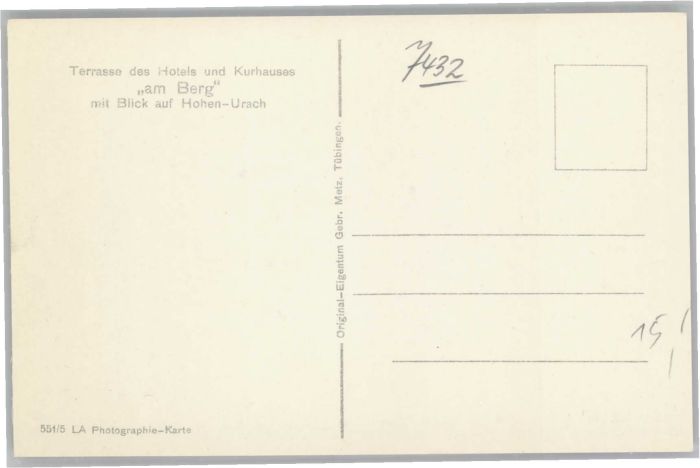 Terrasse des Hotels und Kurhauses
„am Berg“
mit Blick auf Hohen-Urach
551/5 LA Photographie-Karte
Original-Eigentum Gebr. Metz, Tübingen.
7432
15